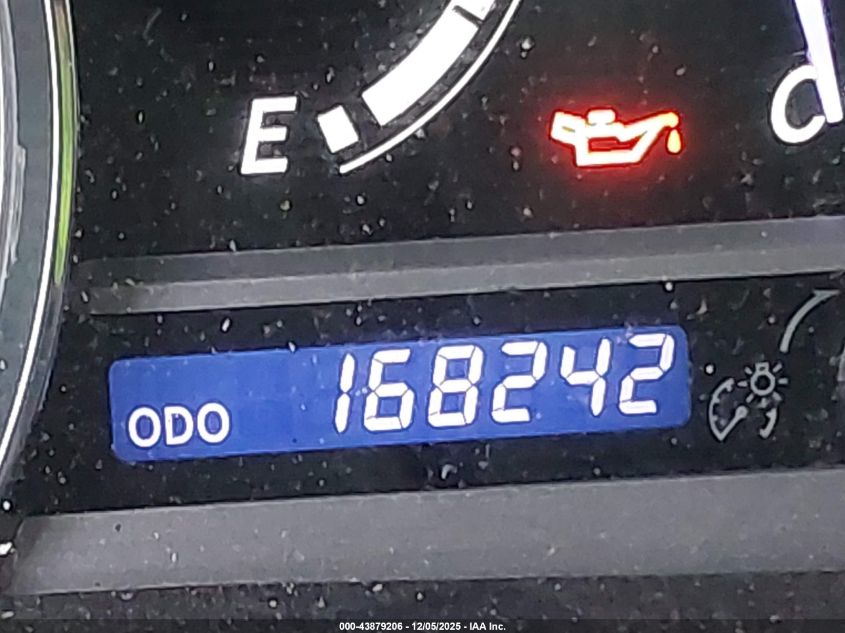 E
C
ODO 168242
000-43879206 - 12/05/2025 - IAA Inc.